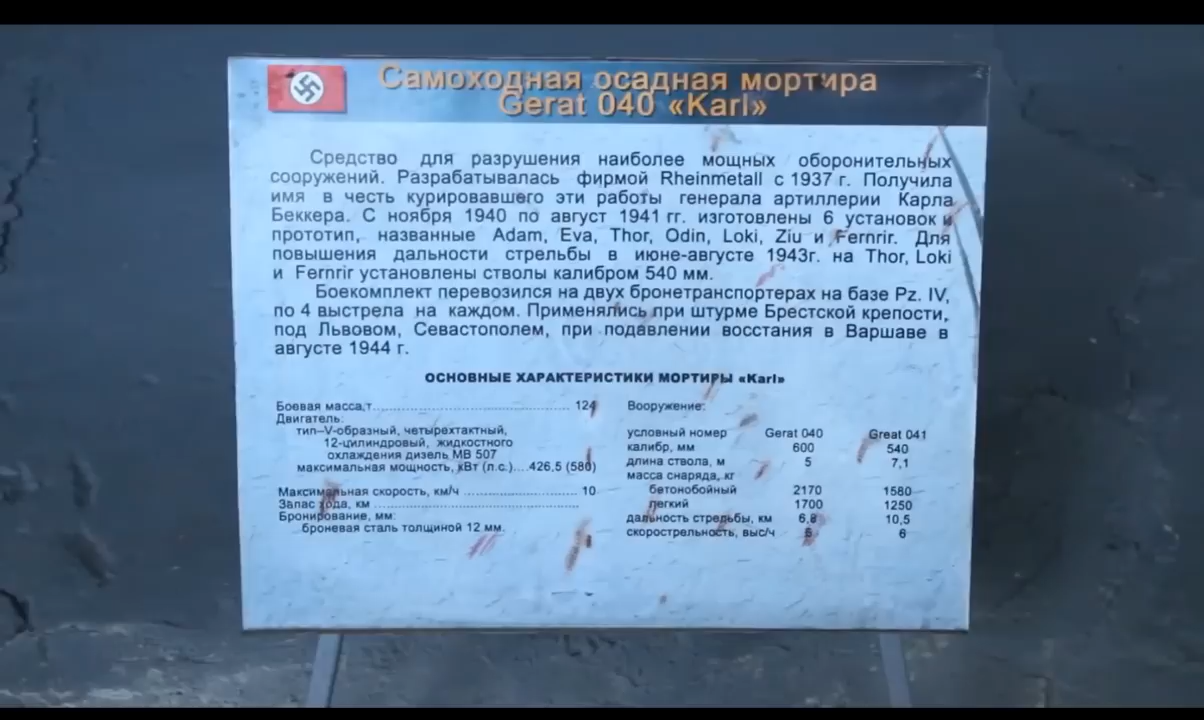 Самоходная осадная мортира
Gerat 040 «Karl»
Средство для разрушения наиболее мощных оборонительных
сооружений. Разрабатывалась фирмой Rheinmetall с 1937 г. Получила
имя в честь курировавшего эти работы генерала артиллерии Карла
Беккера. С ноября 1940 по август 1941 гг. изготовлены 6 установок и
прототип, названные Adam, Eva, Thor, Odin, Loki, Ziu и Fernrir. Для
повышения дальности стрельбы в июне-августе 1943г. на Thor, Loki
и Fernrir установлены стволы калибром 540 мм.
Боекомплект перевозился на двух бронетранспортерах на базе Pz. IV,
по 4 выстрела на каждом. Применялись при штурме Брестской крепости,
под Львовом, Севастополем, при подавлении восстания в Варшаве в
августе 1944 г.
ОСНОВНЫЕ ХАРАКТЕРИСТИКИ МОРТИРЫ «Karl»
Боевая масса,т.......................................................... 124
Двигатель:
тип–V-образный, четырехтактный,
12-цилиндровый, жидкостного
охлаждения дизель МВ 507
максимальная мощность, кВт (л.с.)....426,5 (580)
Максимальная скорость, км/ч .................................. 10
Запас хода, км ............................................................
Бронирование, мм:
броневая сталь толщиной 12 мм.
Вооружение:
условный номер Gerat 040 Great 041
калибр, мм 600 540
длина ствола, м 5 7,1
масса снаряда, кг
бетонобойный 2170 1580
легкий 1700 1250
дальность стрельбы, км 6,8 10,5
скорострельность, выс/ч 6 6